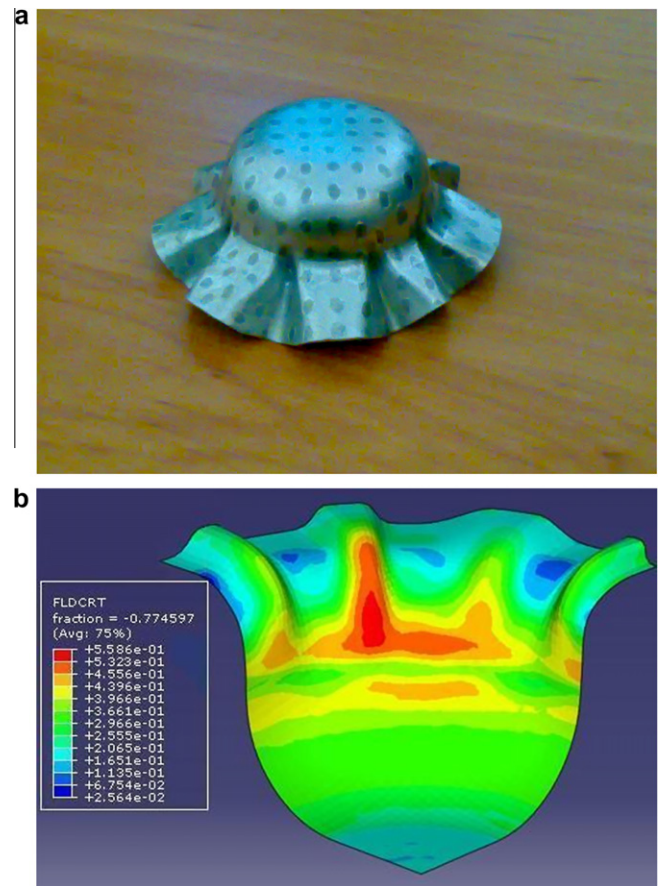 a
b
FLDCRT
fraction = -0.774597
(Avg: 75%)
+5.586e-01
+5.323e-01
+4.556e-01
+4.396e-01
+3.966e-01
+3.661e-01
+2.966e-01
+2.555e-01
+2.065e-01
+1.651e-01
+1.135e-01
+6.754e-02
+2.564e-02